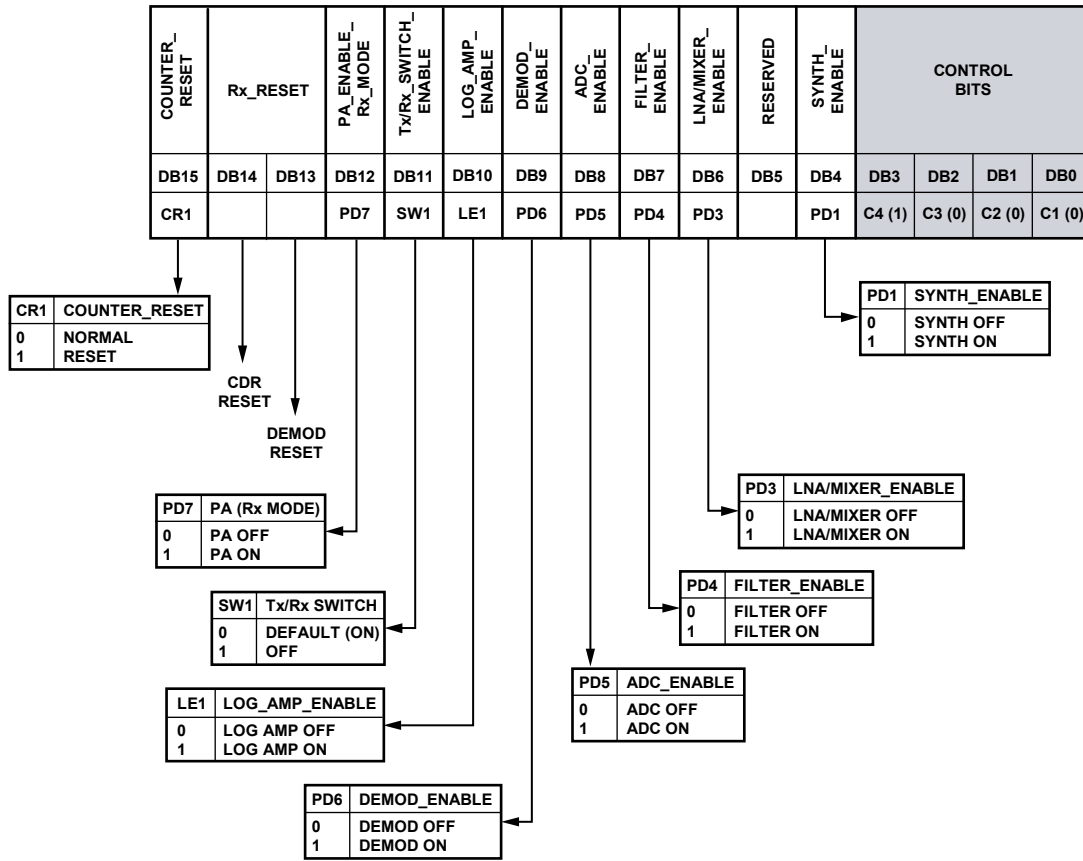 COUNTER_
RESET
Rx_RESET
PA_ENABLE_
Rx_MODE
Tx/Rx_SWITCH_
ENABLE
LOG_AMP_
ENABLE
DEMOD_
ENABLE
ADC_
ENABLE
FILTER_
ENABLE
LNA/MIXER_
ENABLE
RESERVED
SYNTH_
ENABLE
CONTROL
BITS
DB15 DB14 DB13 DB12 DB11 DB10 DB9 DB8 DB7 DB6 DB5 DB4 DB3 DB2 DB1 DB0
CR1 PD7 SW1 LE1 PD6 PD5 PD4 PD3 PD1 C4 (1) C3 (0) C2 (0) C1 (0)
CR1 COUNTER_RESET
0 NORMAL
1 RESET
PD1 SYNTH_ENABLE
0 SYNTH OFF
1 SYNTH ON
CDR
RESET
DEMOD
RESET
PD7 PA (Rx MODE)
0 PA OFF
1 PA ON
PD3 LNA/MIXER_ENABLE
0 LNA/MIXER OFF
1 LNA/MIXER ON
SW1 Tx/Rx SWITCH
0 DEFAULT (ON)
1 OFF
PD4 FILTER_ENABLE
0 FILTER OFF
1 FILTER ON
LE1 LOG_AMP_ENABLE
0 LOG AMP OFF
1 LOG AMP ON
PD5 ADC_ENABLE
0 ADC OFF
1 ADC ON
PD6 DEMOD_ENABLE
0 DEMOD OFF
1 DEMOD ON